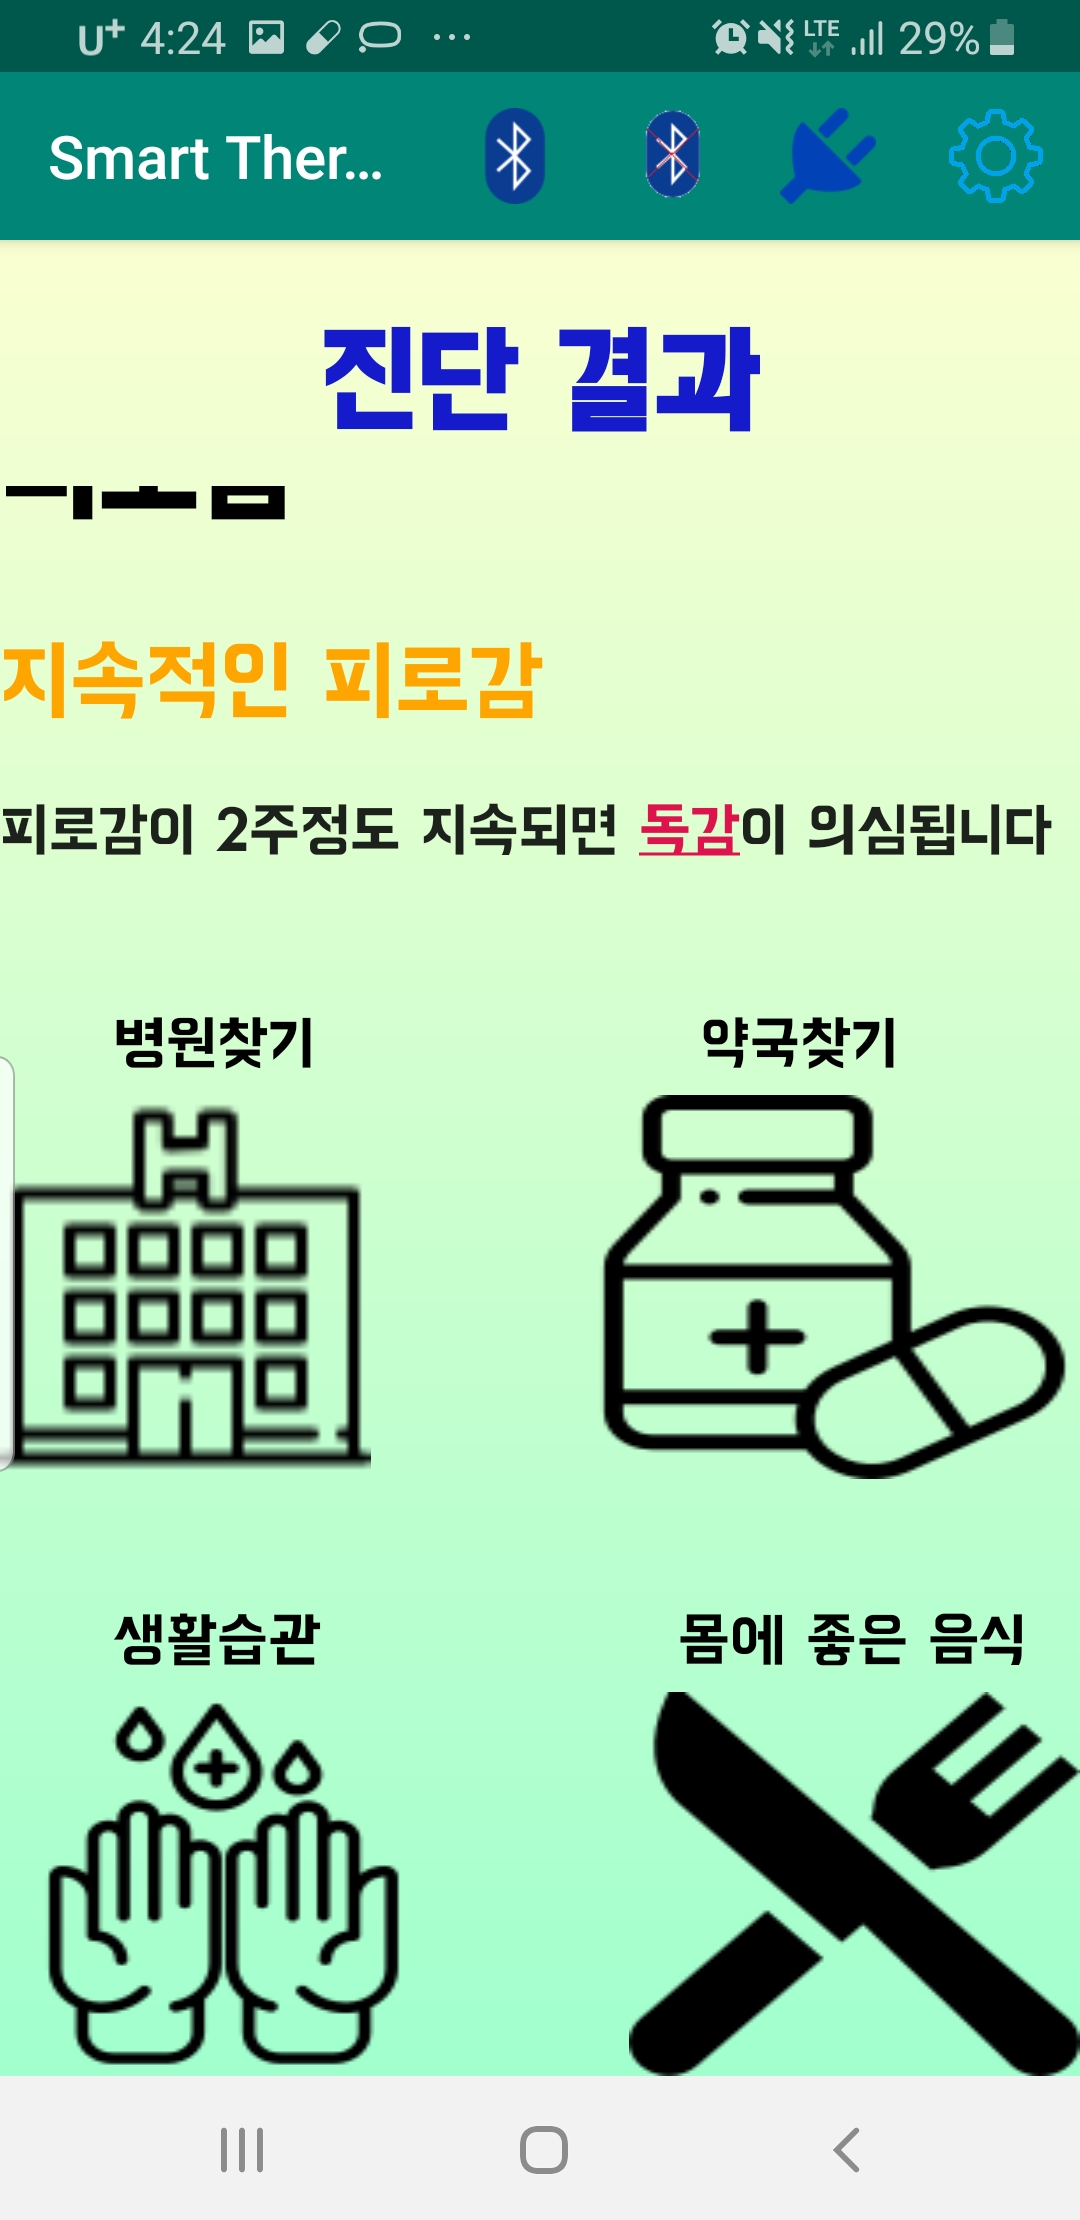 U+ 4:24 LTE 29%
Smart Ther...
진단 결과
지속적인 피로감
피로감이 2주정도 지속되면 독감이 의심됩니다
병원찾기 약국찾기
생활습관 몸에 좋은 음식